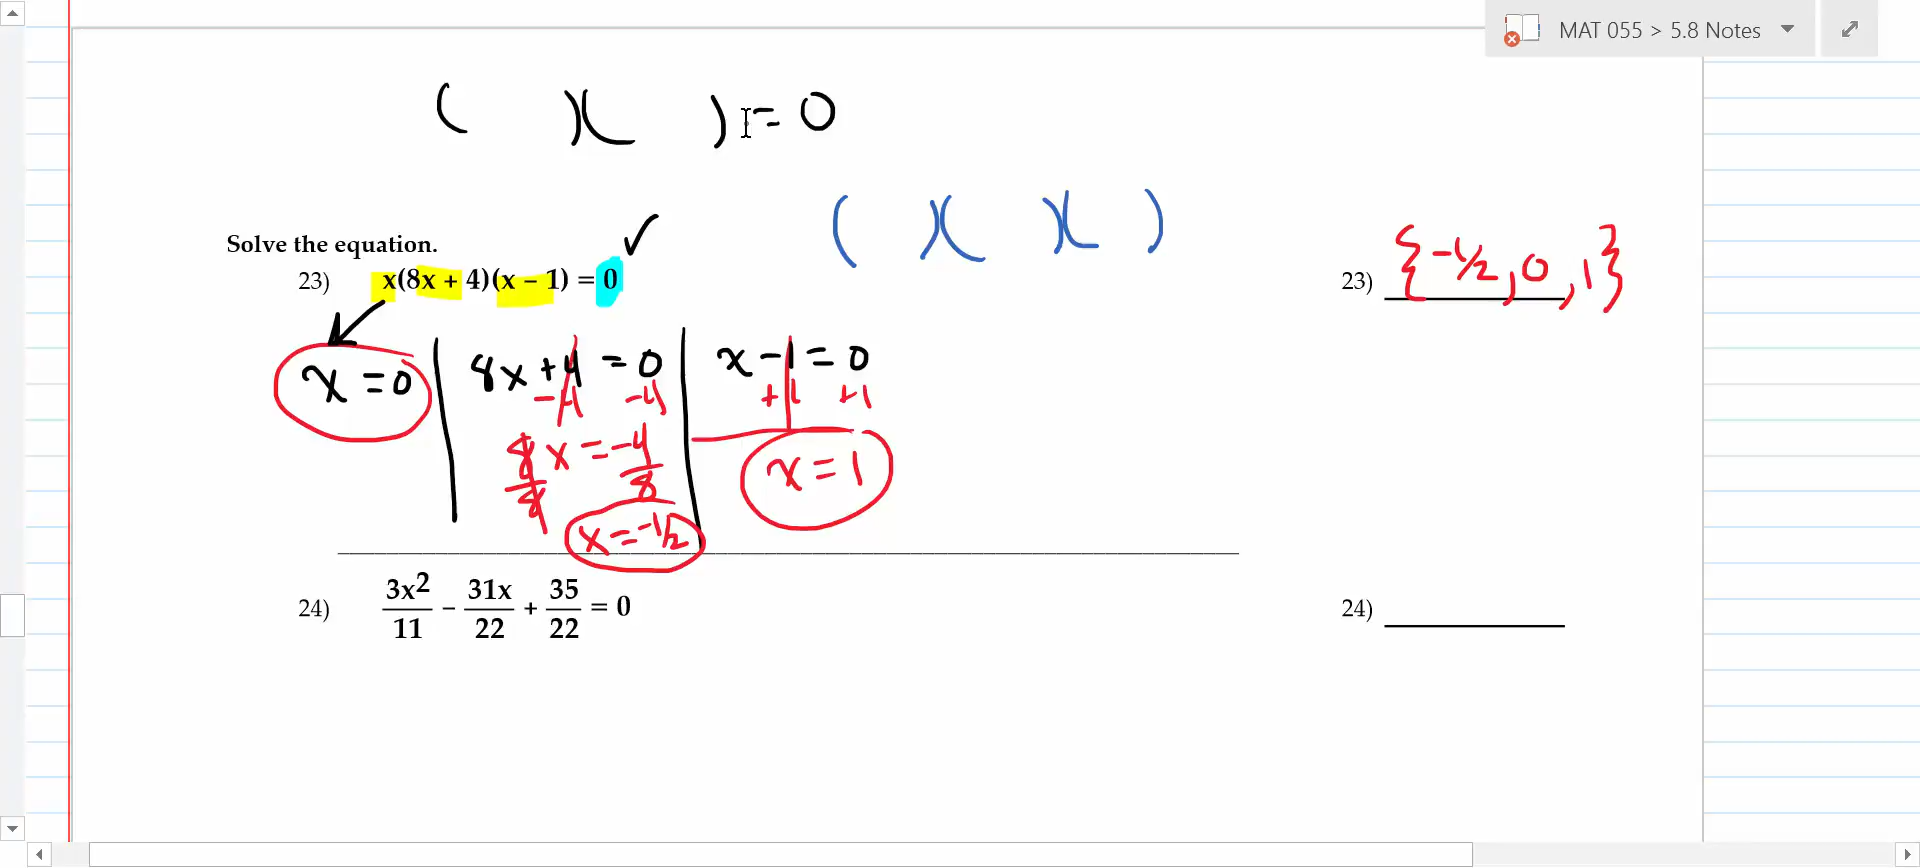 MAT 055 > 5.8 Notes
(   )(   ) = 0
(   )(   )(   )
Solve the equation.
23) x(8x + 4)(x − 1) = 0 ✓
23) {-1/2, 0, 1}
x = 0 | 8x + 4 = 0 | x - 1 = 0
-4 -4 +1 +1
8x/8 = -4/8
x = 1
x = -1/2
24) 3x²/11 − 31x/22 + 35/22 = 0
24)